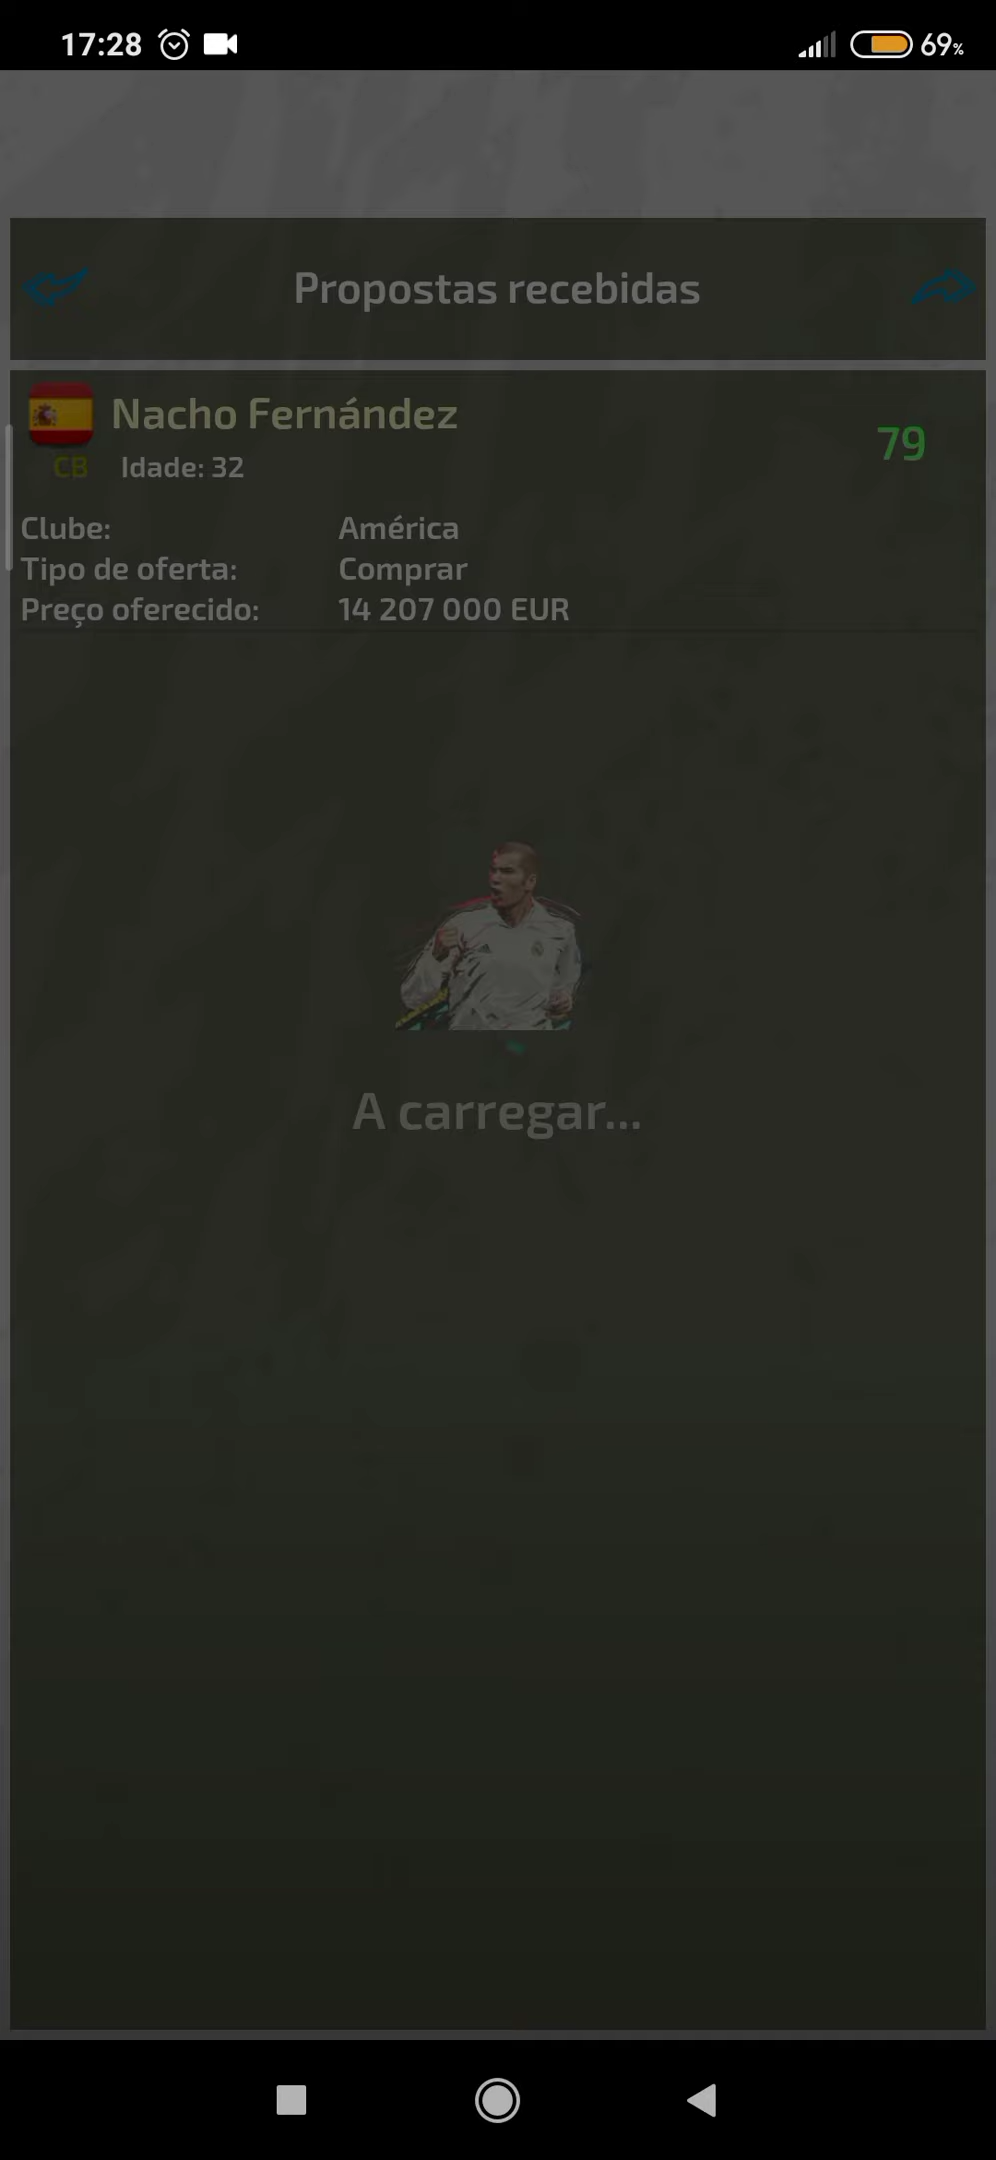 17:28
69%
Propostas recebidas
Nacho Fernández
79
CB Idade: 32
Clube: América
Tipo de oferta: Comprar
Preço oferecido: 14 207 000 EUR
A carregar...